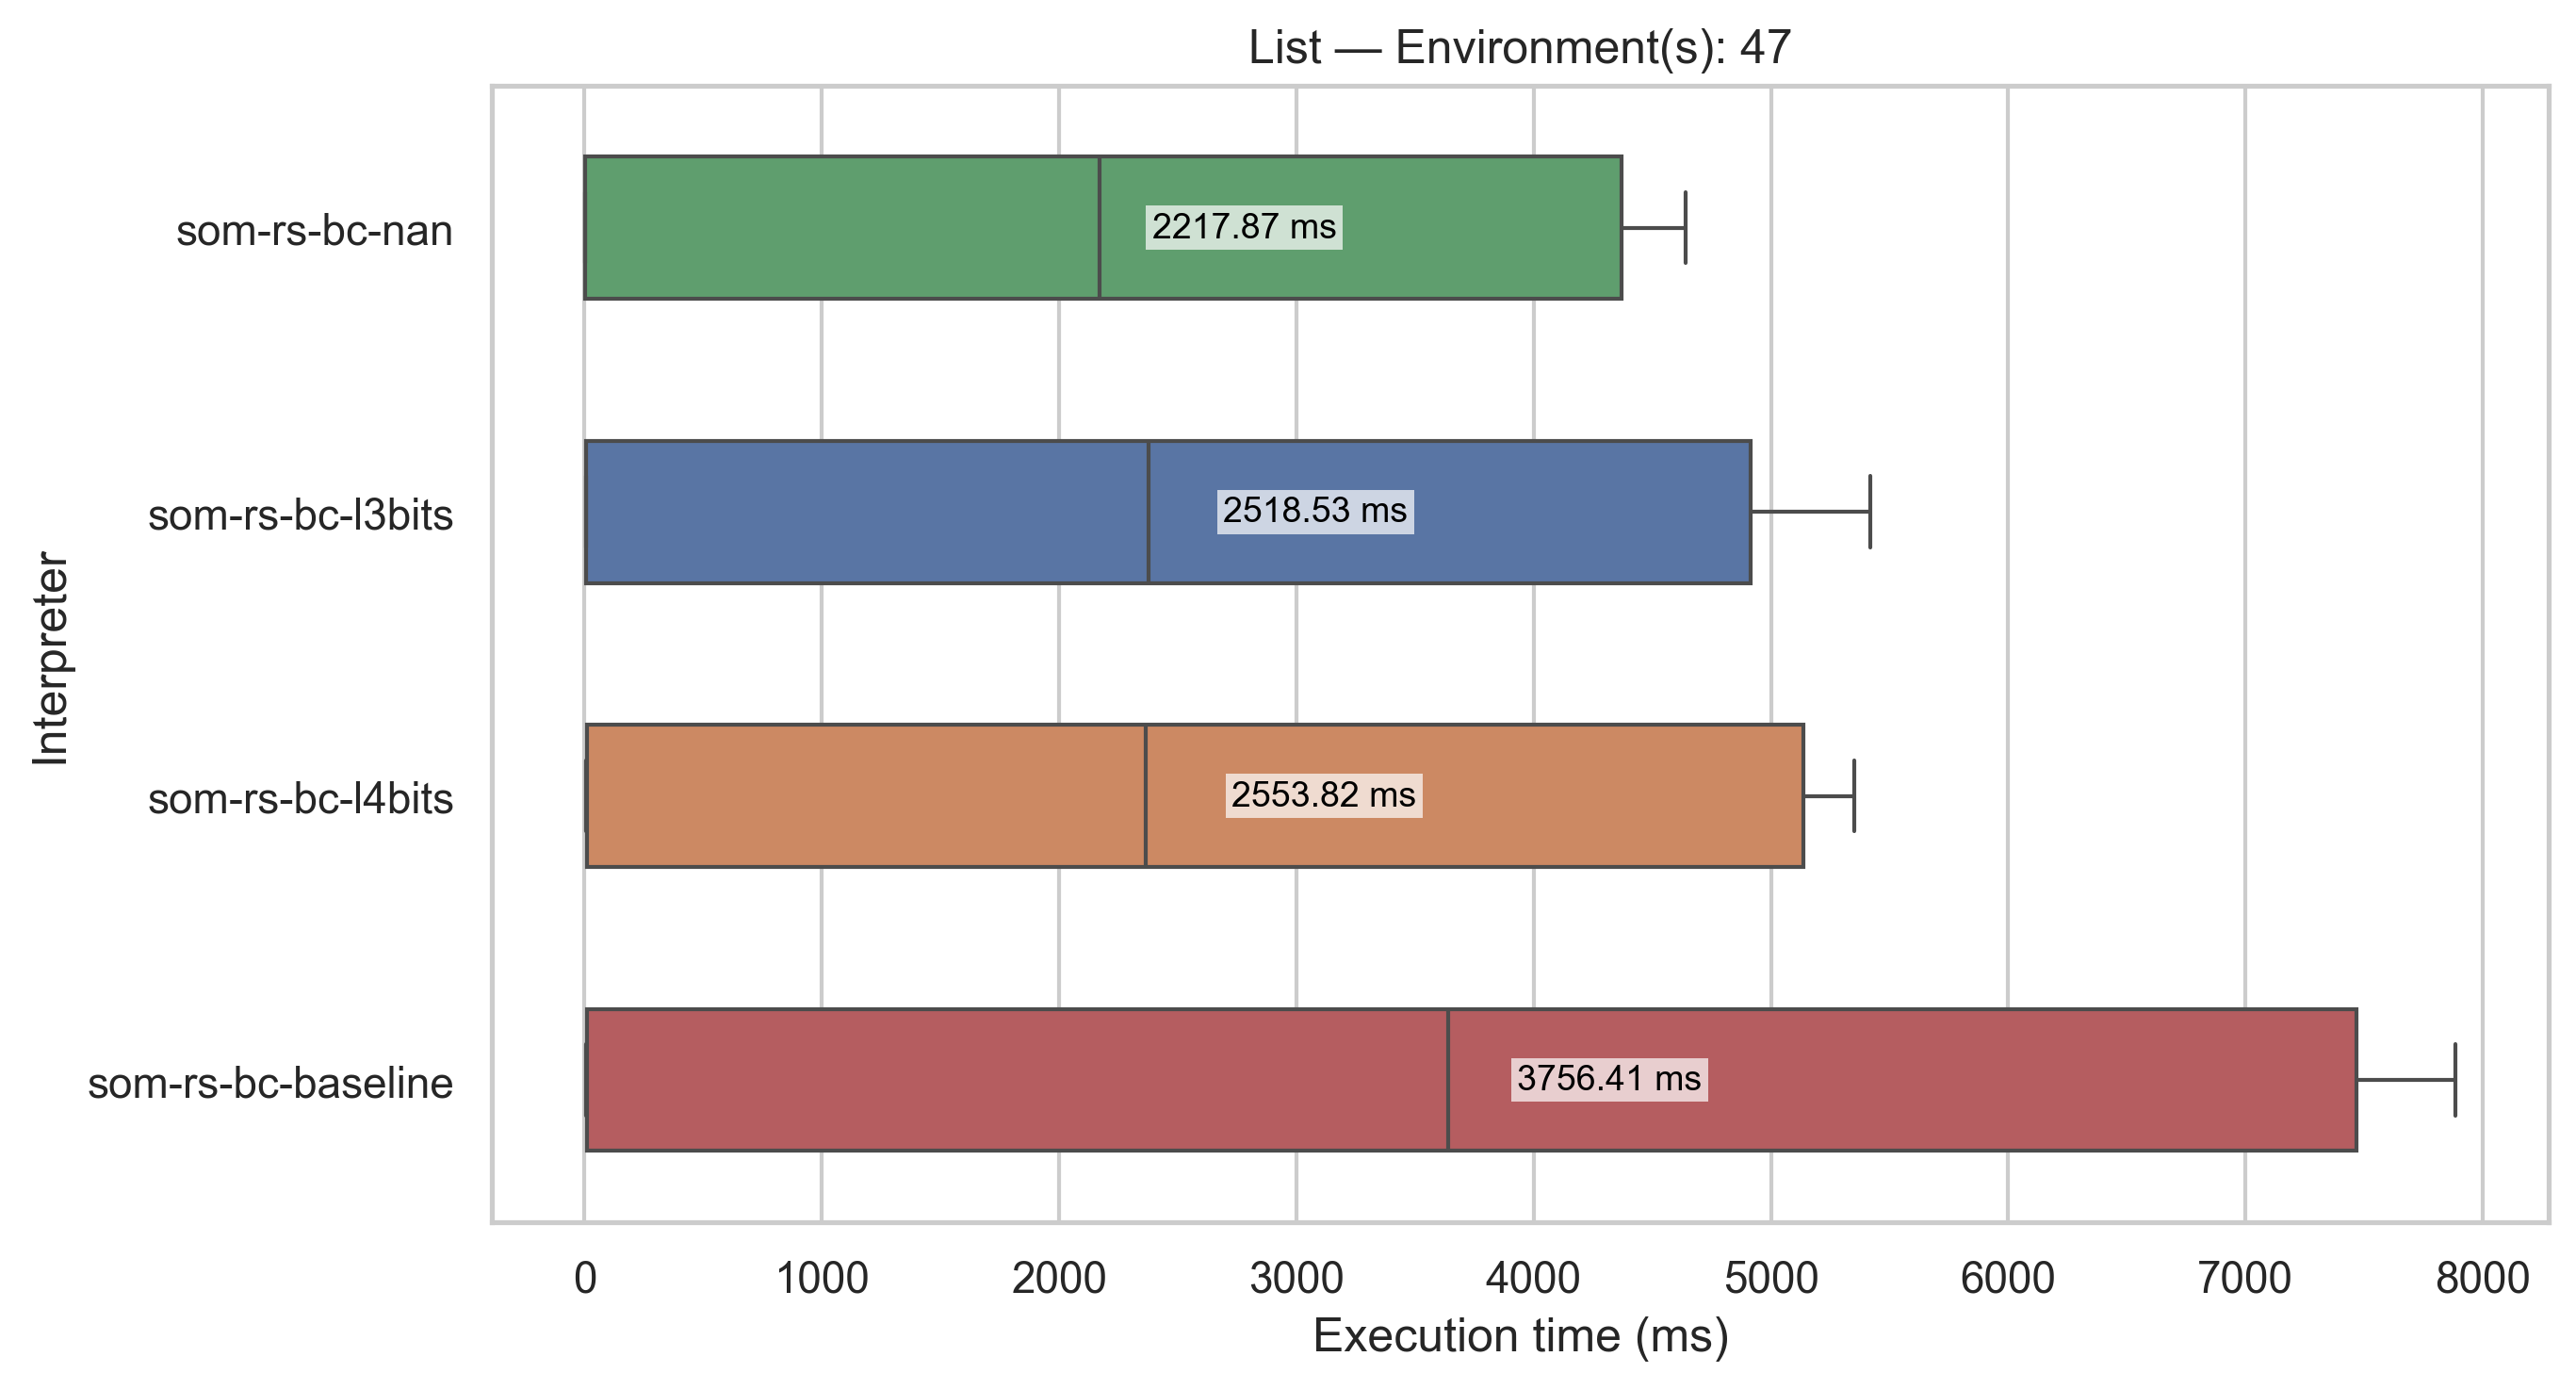 List — Environment(s): 47
Interpreter
som-rs-bc-nan
2217.87 ms
som-rs-bc-l3bits
2518.53 ms
som-rs-bc-l4bits
2553.82 ms
som-rs-bc-baseline
3756.41 ms
0 1000 2000 3000 4000 5000 6000 7000 8000
Execution time (ms)